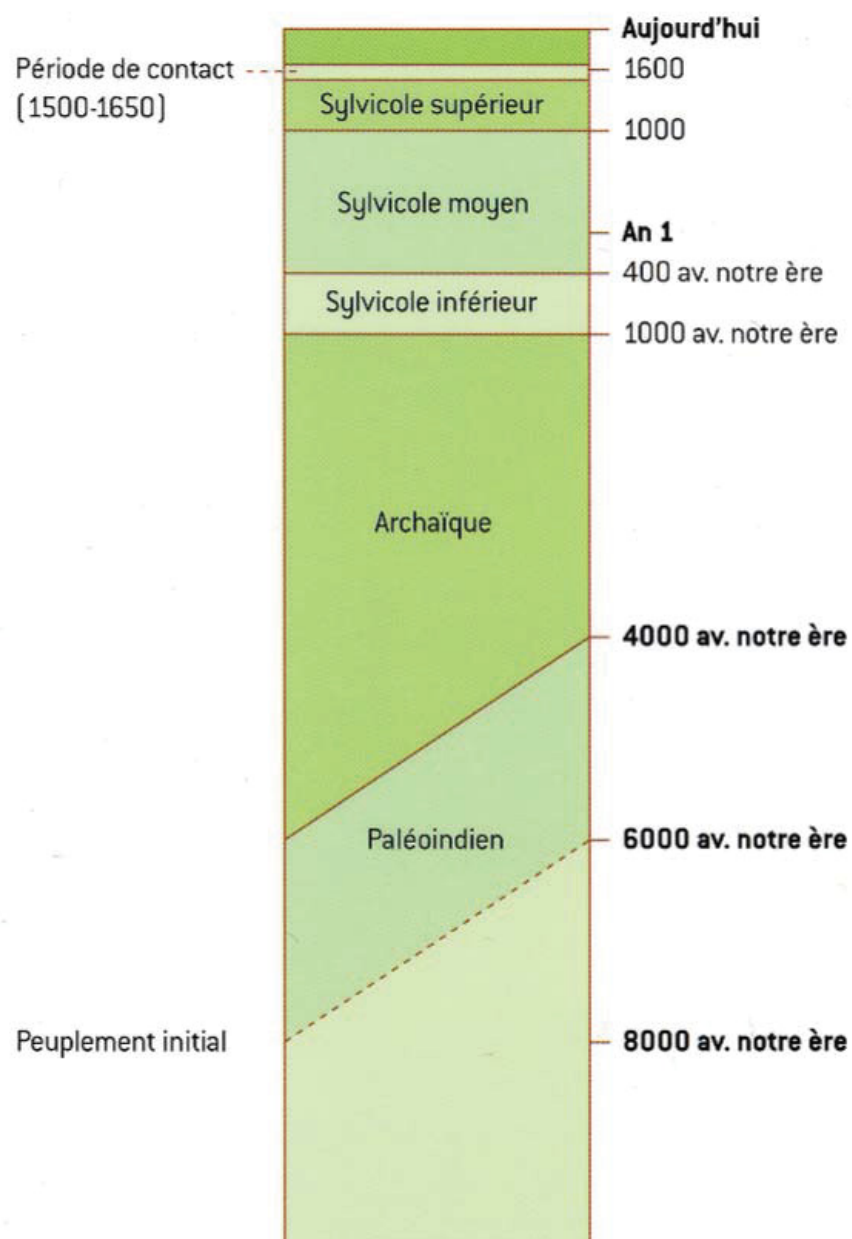 Aujourd'hui
Période de contact
(1500-1650)
1600
Sylvicole supérieur
1000
Sylvicole moyen
An 1
400 av. notre ère
Sylvicole inférieur
1000 av. notre ère
Archaïque
4000 av. notre ère
Paléoindien
6000 av. notre ère
Peuplement initial
8000 av. notre ère